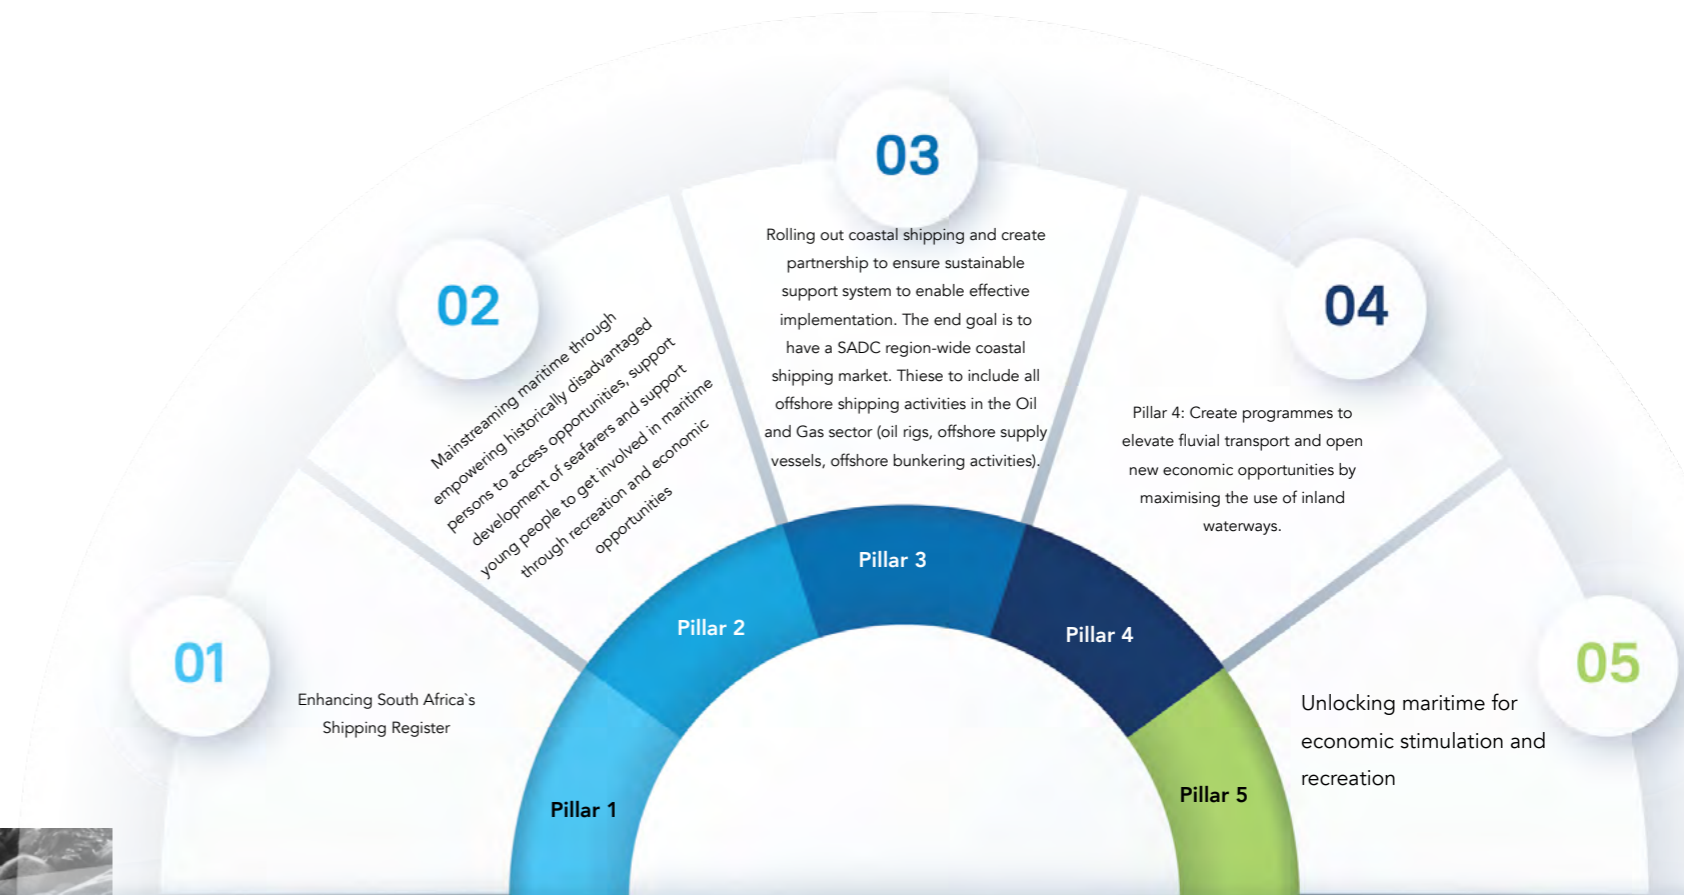 01
Enhancing South Africa`s
Shipping Register
Pillar 1
02
Mainstreaming maritime through
empowering historically disadvantaged
persons to access opportunities, support
development of seafarers and support
young people to get involved in maritime
through recreation and economic
opportunities
Pillar 2
03
Rolling out coastal shipping and create
partnership to ensure sustainable
support system to enable effective
implementation. The end goal is to
have a SADC region-wide coastal
shipping market. Thiese to include all
offshore shipping activities in the Oil
and Gas sector (oil rigs, offshore supply
vessels, offshore bunkering activities).
Pillar 3
04
Pillar 4: Create programmes to
elevate fluvial transport and open
new economic opportunities by
maximising the use of inland
waterways.
Pillar 4
05
Unlocking maritime for
economic stimulation and
recreation
Pillar 5